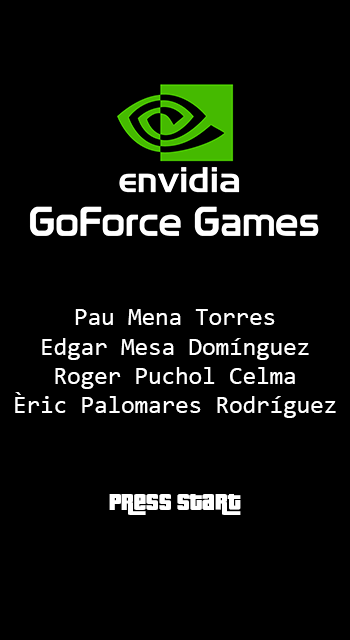 envidia
GoForce Games
Pau Mena Torres
Edgar Mesa Domínguez
Roger Puchol Celma
Èric Palomares Rodríguez
PRESS START